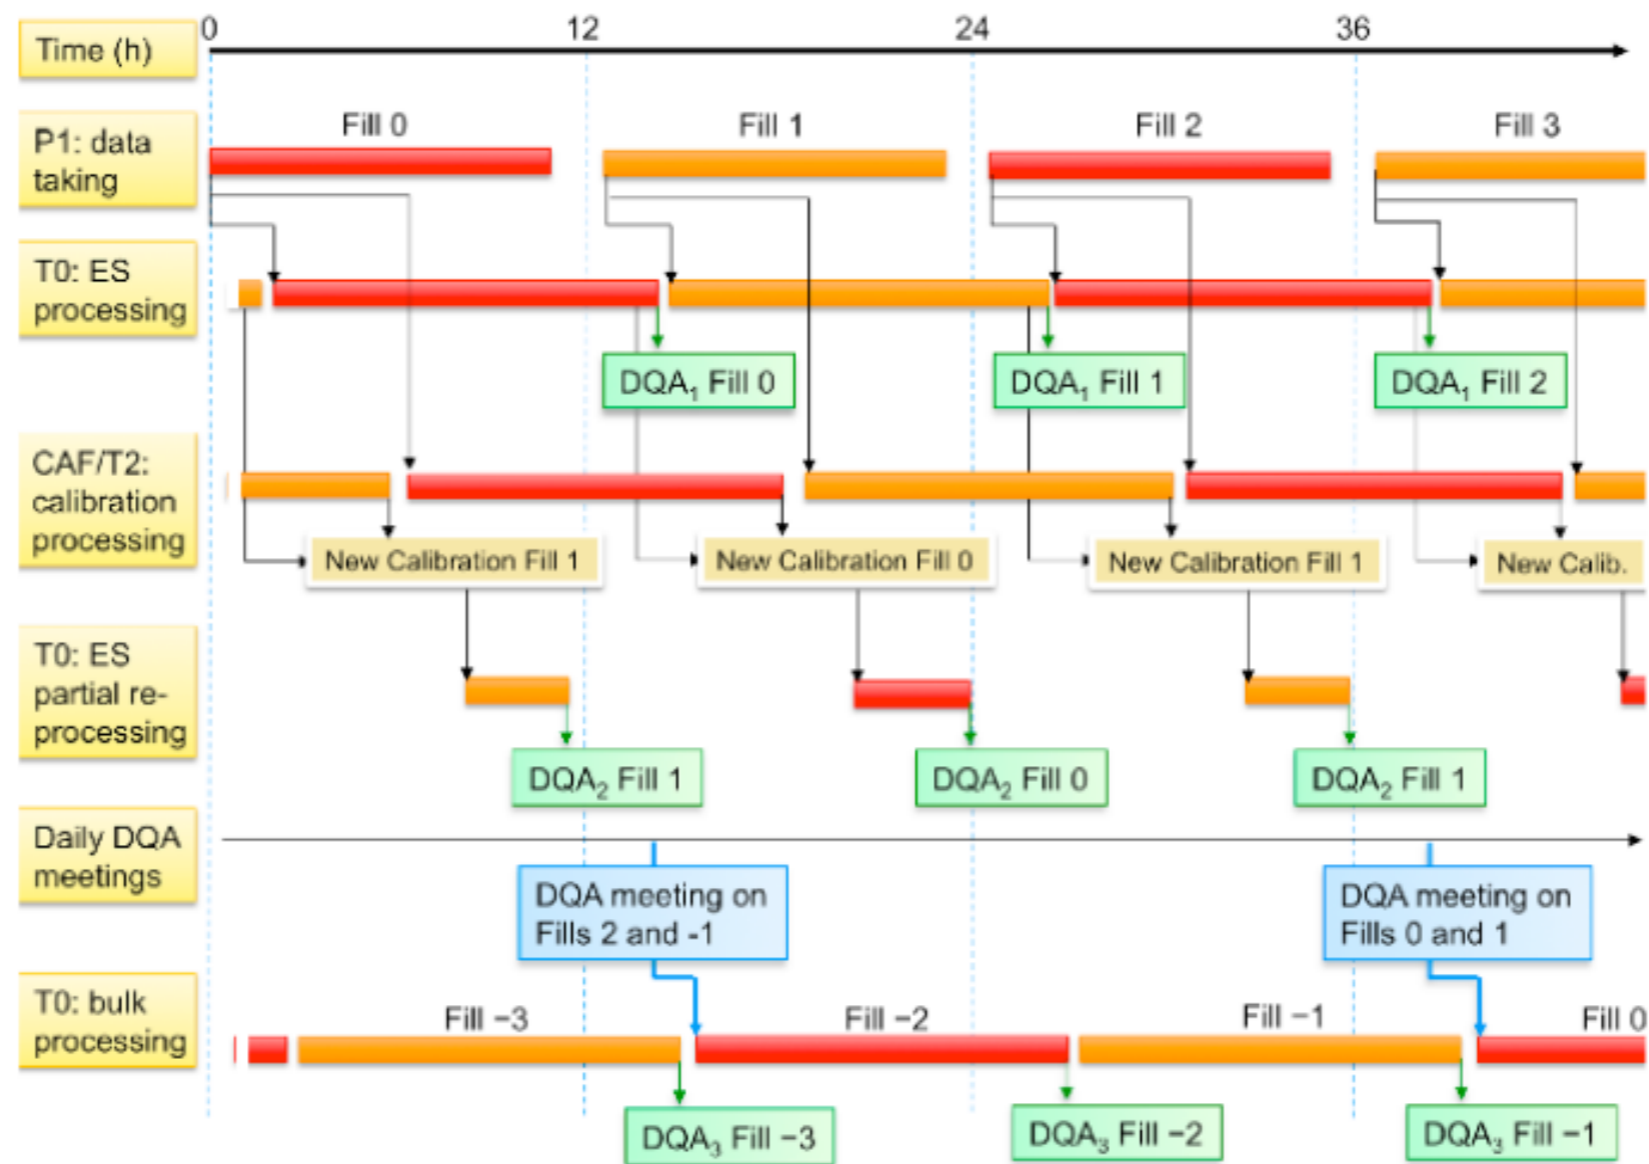 0 12 24 36
Time (h)
Fill 0 Fill 1 Fill 2 Fill 3
P1: data
taking
T0: ES
processing
DQA₁ Fill 0 DQA₁ Fill 1 DQA₁ Fill 2
CAF/T2:
calibration
processing
New Calibration Fill 1 New Calibration Fill 0 New Calibration Fill 1 New Calib.
T0: ES
partial re-
processing
DQA₂ Fill 1 DQA₂ Fill 0 DQA₂ Fill 1
Daily DQA
meetings
DQA meeting on
Fills 2 and -1
DQA meeting on
Fills 0 and 1
T0: bulk
processing
Fill −3 Fill −2 Fill −1 Fill 0
DQA₃ Fill −3 DQA₃ Fill −2 DQA₃ Fill −1